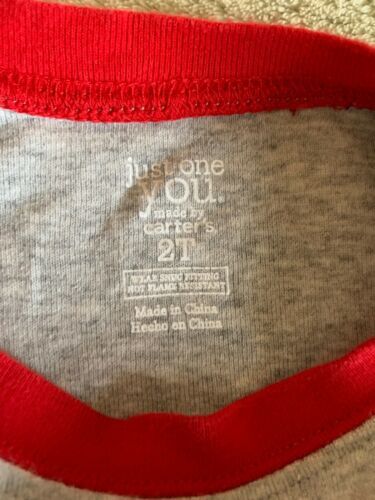 just one
you.
made by
carter's
2T
WEAR SNUG FITTING
NOT FLAME RESISTANT
Made in China
Hecho en China